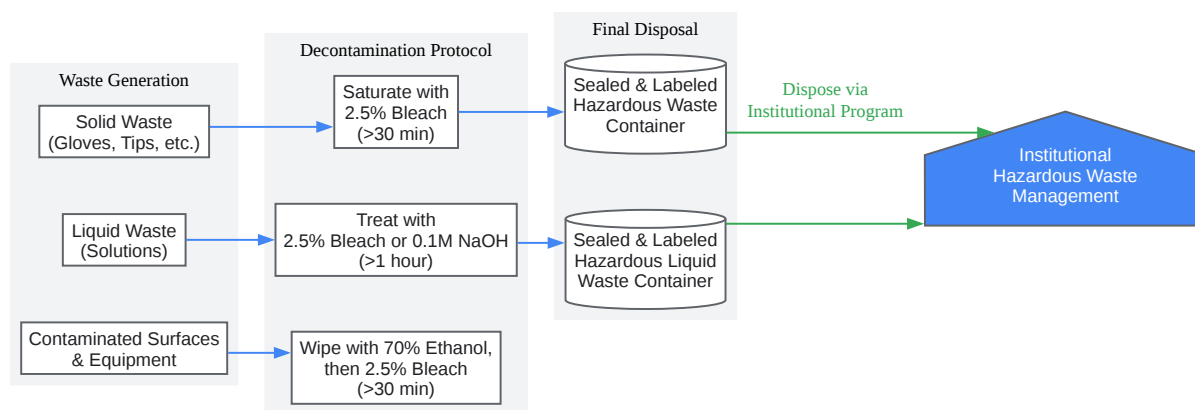 Waste Generation
Solid Waste
(Gloves, Tips, etc.)
Liquid Waste
(Solutions)
Contaminated Surfaces
& Equipment
Decontamination Protocol
Saturate with
2.5% Bleach
(>30 min)
Treat with
2.5% Bleach or 0.1M NaOH
(>1 hour)
Wipe with 70% Ethanol,
then 2.5% Bleach
(>30 min)
Final Disposal
Sealed & Labeled
Hazardous Waste
Container
Sealed & Labeled
Hazardous Liquid
Waste Container
Dispose via
Institutional Program
Institutional
Hazardous Waste
Management